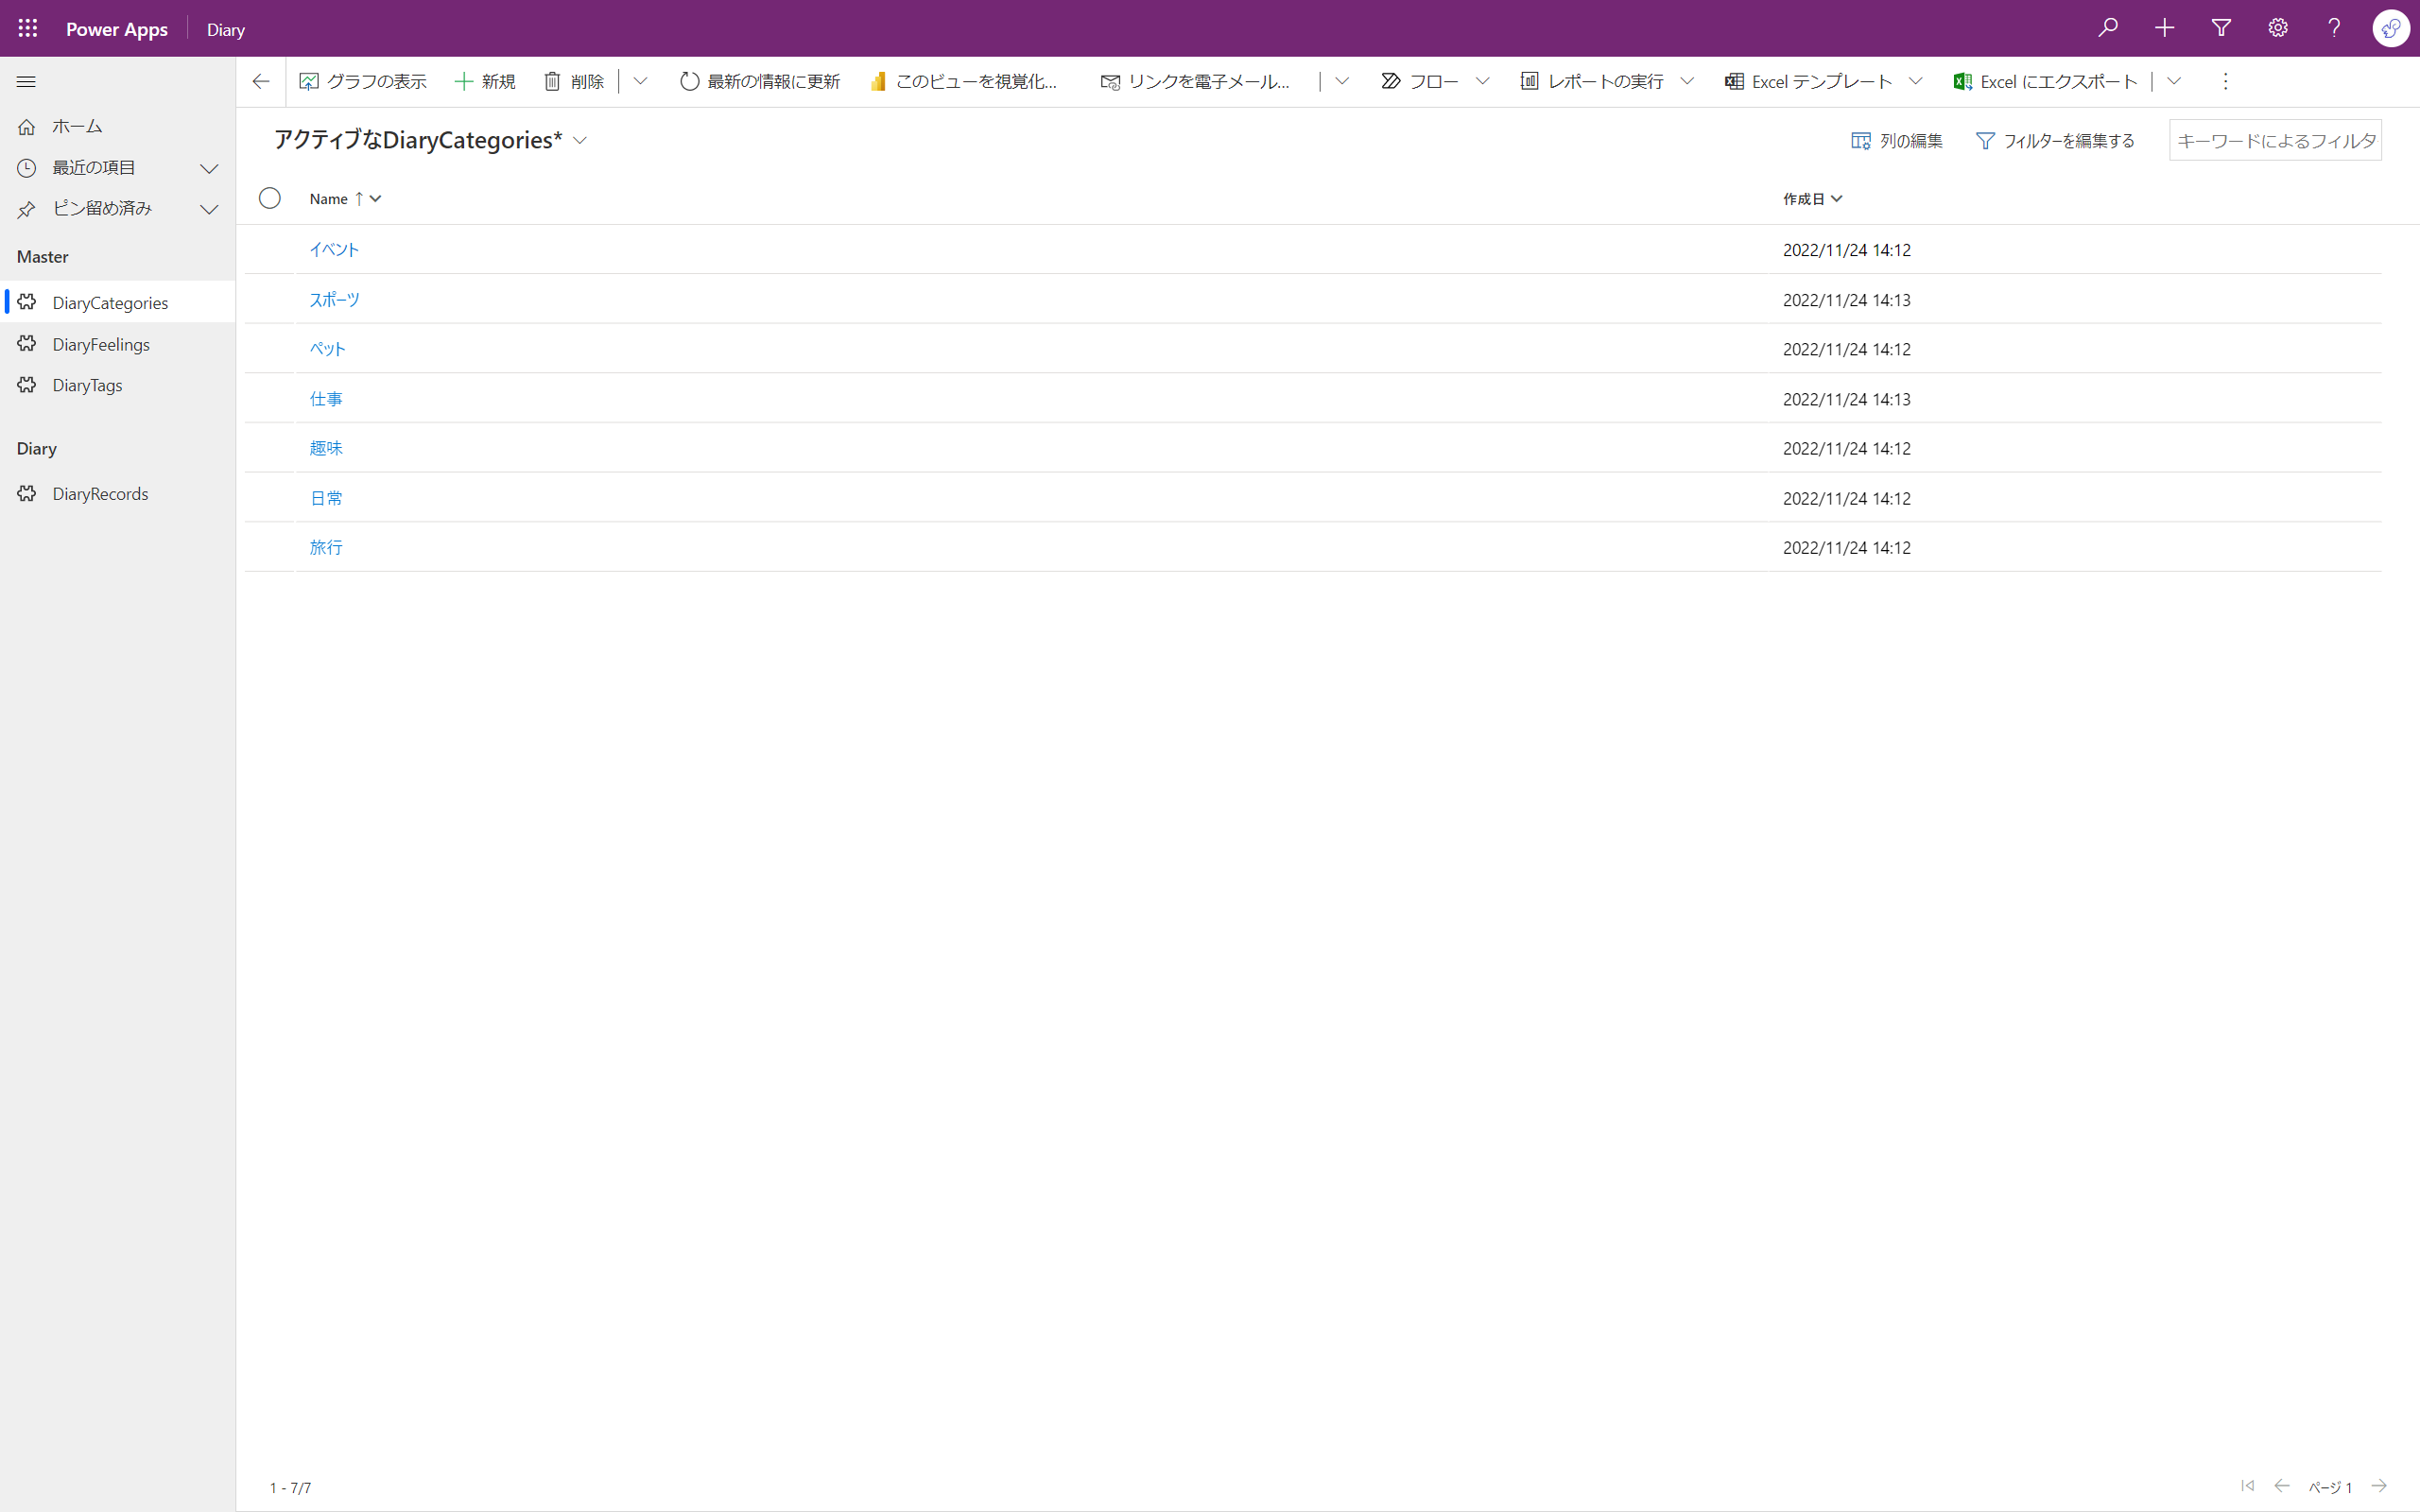 Power Apps Diary
グラフの表示 新規 削除 最新の情報に更新 このビューを視覚化... リンクを電子メール... フロー レポートの実行 Excel テンプレート Excel にエクスポート
ホーム
最近の項目
ピン留め済み
Master
DiaryCategories
DiaryFeelings
DiaryTags
Diary
DiaryRecords
アクティブなDiaryCategories*
列の編集 フィルターを編集する キーワードによるフィルタ
Name 作成日
イベント 2022/11/24 14:12
スポーツ 2022/11/24 14:13
ペット 2022/11/24 14:12
仕事 2022/11/24 14:13
趣味 2022/11/24 14:12
日常 2022/11/24 14:12
旅行 2022/11/24 14:12
1 - 7/7 ページ 1